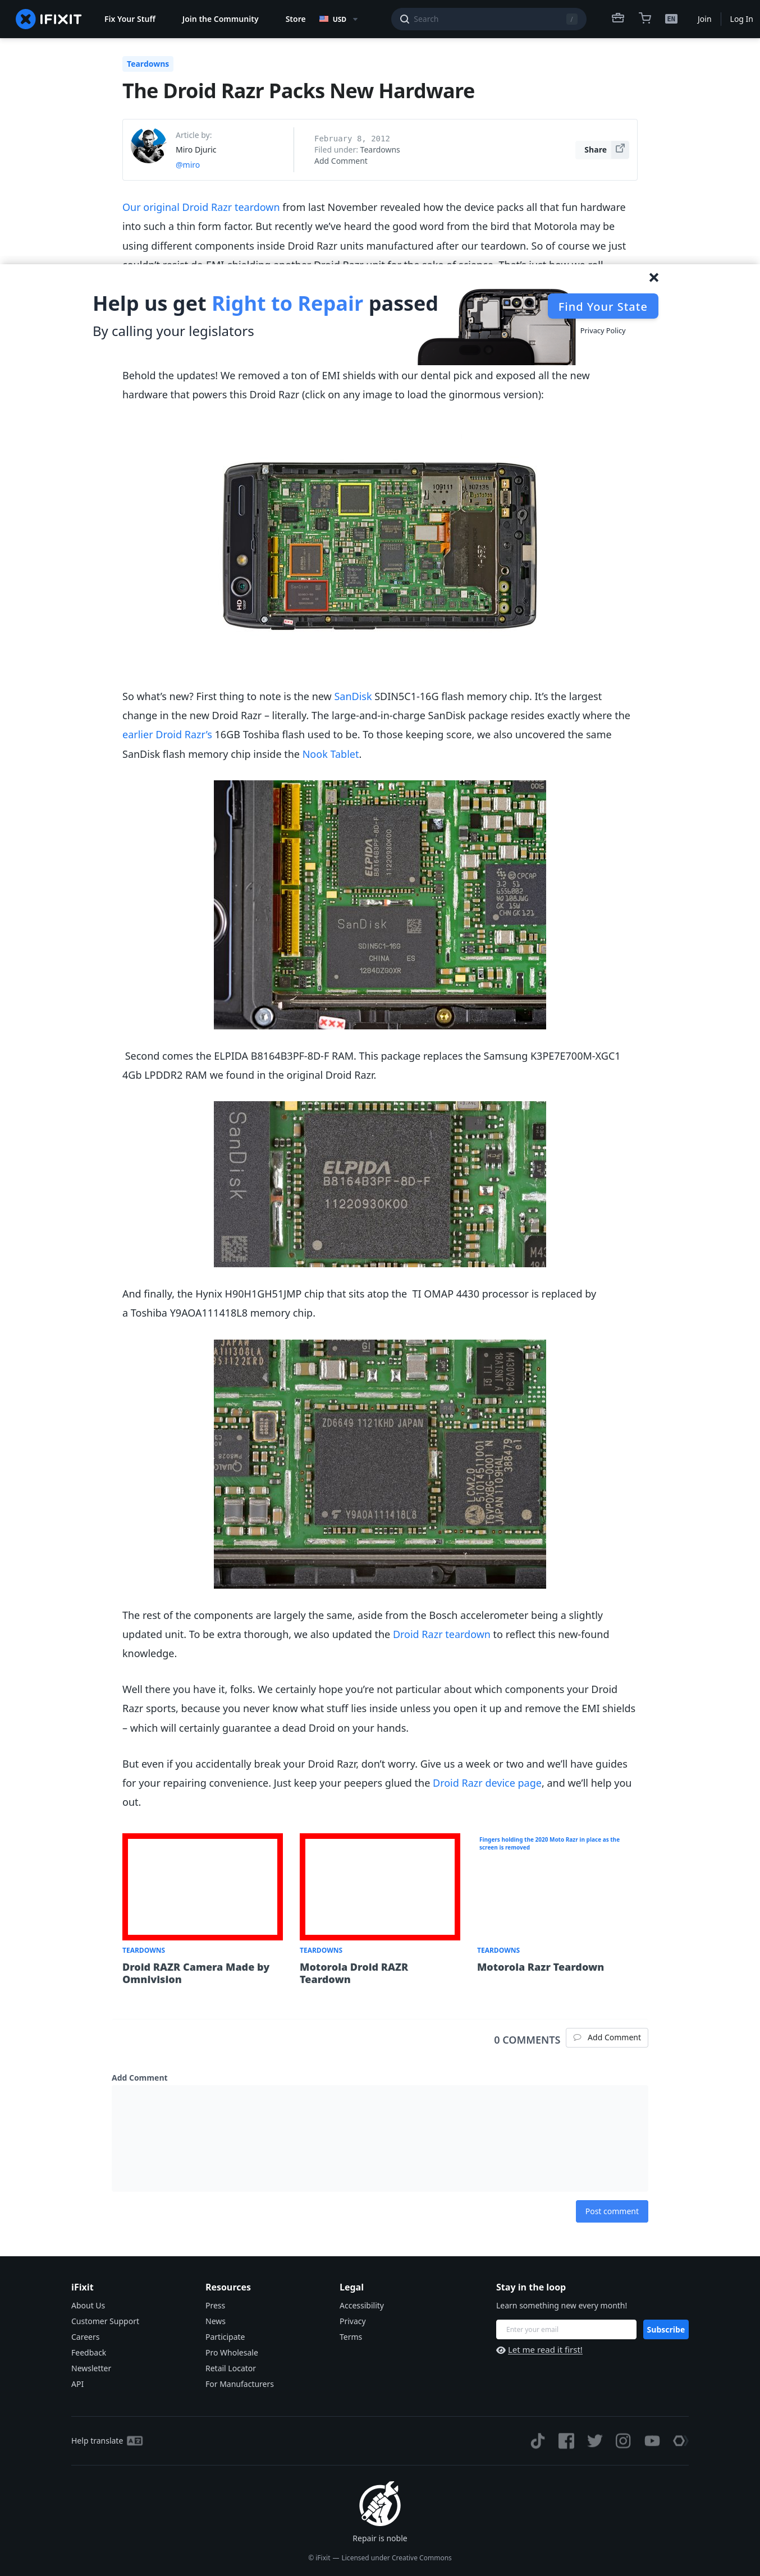 IFIXIT
Fix Your Stuff
Join the Community
Store
USD
Search
/
EN
Join
Log In
Teardowns
The Droid Razr Packs New Hardware
Article by:
Miro Djuric
@miro
February 8, 2012
Filed under: Teardowns
Add Comment
Share
Our original Droid Razr teardown from last November revealed how the device packs all that fun hardware
into such a thin form factor. But recently we’ve heard the good word from the bird that Motorola may be
using different components inside Droid Razr units manufactured after our teardown. So of course we just
Help us get Right to Repair passed
By calling your legislators
Find Your State
Privacy Policy
Behold the updates! We removed a ton of EMI shields with our dental pick and exposed all the new
hardware that powers this Droid Razr (click on any image to load the ginormous version):
109111
HD
So what’s new? First thing to note is the new SanDisk SDIN5C1-16G flash memory chip. It’s the largest
change in the new Droid Razr – literally. The large-and-in-charge SanDisk package resides exactly where the
earlier Droid Razr’s 16GB Toshiba flash used to be. To those keeping score, we also uncovered the same
SanDisk flash memory chip inside the Nook Tablet.
ELPIDA
B8164B3PF-8D-F
11220930K00
CPCAP
SanDisk
SDIN5C1-16G
CHINA ES
XXX
Second comes the ELPIDA B8164B3PF-8D-F RAM. This package replaces the Samsung K3PE7E700M-XGC1
4Gb LPDDR2 RAM we found in the original Droid Razr.
SanDisk
ELPIDA
B8164B3PF-8D-F
11220930K00
And finally, the Hynix H90H1GH51JMP chip that sits atop the TI OMAP 4430 processor is replaced by
a Toshiba Y9AOA111418L8 memory chip.
ZD6649 1121KHD JAPAN
Y9A0A111418L8
LCM2.0
JAPAN 1109HAL
388479
QUALCOMM
PM8028
The rest of the components are largely the same, aside from the Bosch accelerometer being a slightly
updated unit. To be extra thorough, we also updated the Droid Razr teardown to reflect this new-found
knowledge.
Well there you have it, folks. We certainly hope you’re not particular about which components your Droid
Razr sports, because you never know what stuff lies inside unless you open it up and remove the EMI shields
– which will certainly guarantee a dead Droid on your hands.
But even if you accidentally break your Droid Razr, don’t worry. Give us a week or two and we’ll have guides
for your repairing convenience. Just keep your peepers glued the Droid Razr device page, and we’ll help you
out.
Fingers holding the 2020 Moto Razr in place as the
screen is removed
TEARDOWNS
Droid RAZR Camera Made by
Omnivision
TEARDOWNS
Motorola Droid RAZR
Teardown
TEARDOWNS
Motorola Razr Teardown
0 COMMENTS
Add Comment
Add Comment
Post comment
iFixit
About Us
Customer Support
Careers
Feedback
Newsletter
API
Resources
Press
News
Participate
Pro Wholesale
Retail Locator
For Manufacturers
Legal
Accessibility
Privacy
Terms
Stay in the loop
Learn something new every month!
Enter your email
Subscribe
Let me read it first!
Help translate
Repair is noble
© iFixit — Licensed under Creative Commons